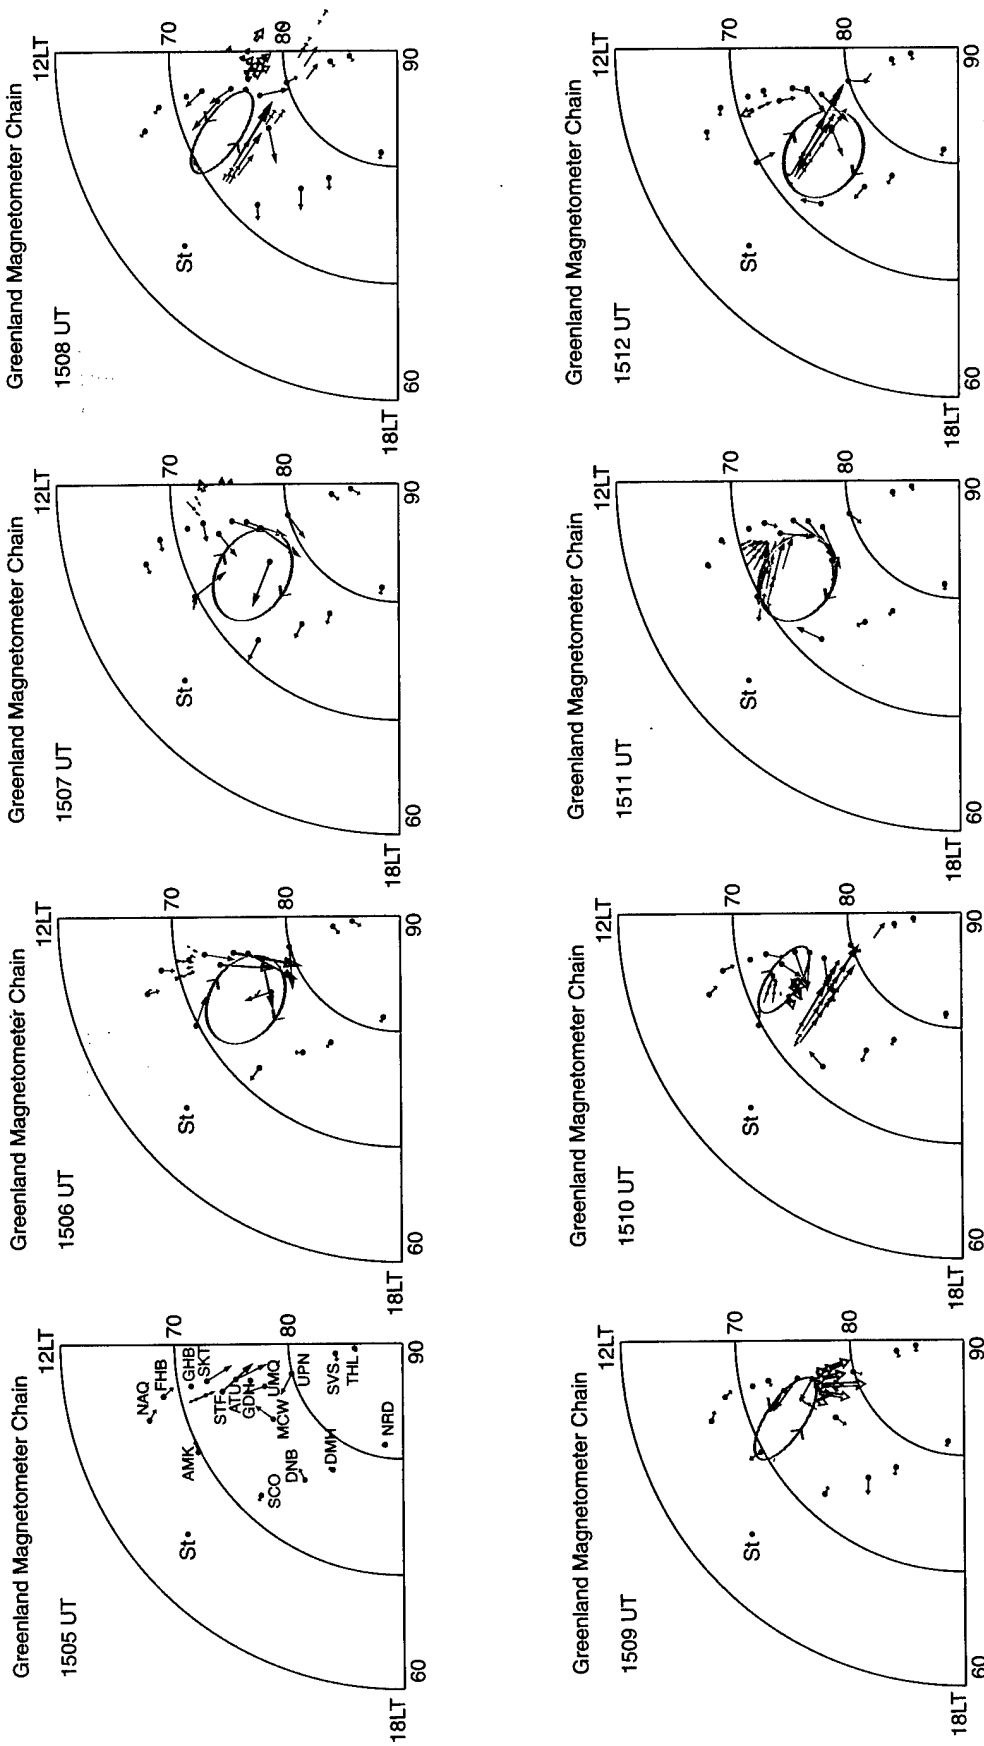 Greenland Magnetometer Chain
1505 UT
12LT
70
80
90
60
18LT
St
NAQ
FHB
GHB
SKT
AMK
STF
ATU
GDH
UMQ
MCW
UPN
SCO
DNB
DMH
SVS
THL
NRD
Greenland Magnetometer Chain
1506 UT
12LT
70
80
90
60
18LT
St
Greenland Magnetometer Chain
1507 UT
12LT
70
80
90
60
18LT
St
Greenland Magnetometer Chain
1508 UT
12LT
70
80
90
60
18LT
St
Greenland Magnetometer Chain
1509 UT
12LT
70
80
90
60
18LT
St
Greenland Magnetometer Chain
1510 UT
12LT
70
80
90
60
18LT
St
Greenland Magnetometer Chain
1511 UT
12LT
70
80
90
60
18LT
St
Greenland Magnetometer Chain
1512 UT
12LT
70
80
90
60
18LT
St